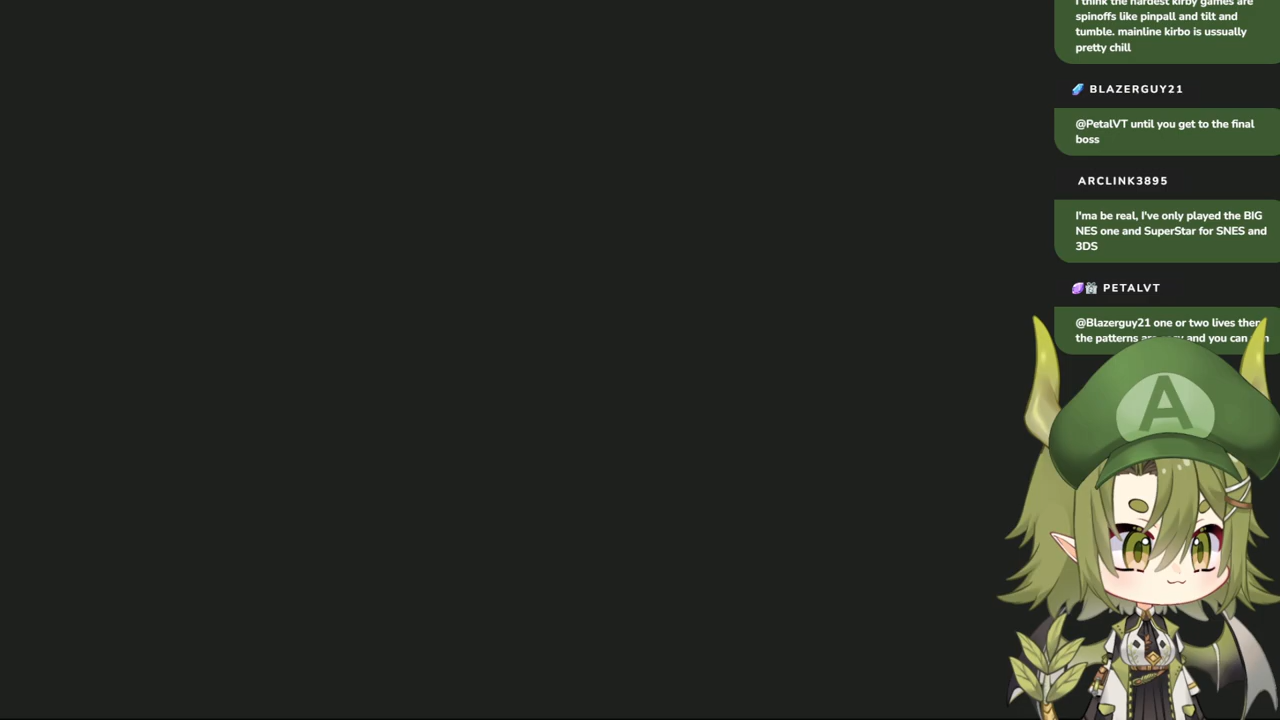 I think the hardest kirby games are
spinoffs like pinpall and tilt and
tumble. mainline kirbo is ussually
pretty chill
BLAZERGUY21
@PetalVT until you get to the final
boss
ARCLINK3895
I'ma be real, I've only played the BIG
NES one and SuperStar for SNES and
3DS
PETALVT
@Blazerguy21 one or two lives then
the patterns and you can
A